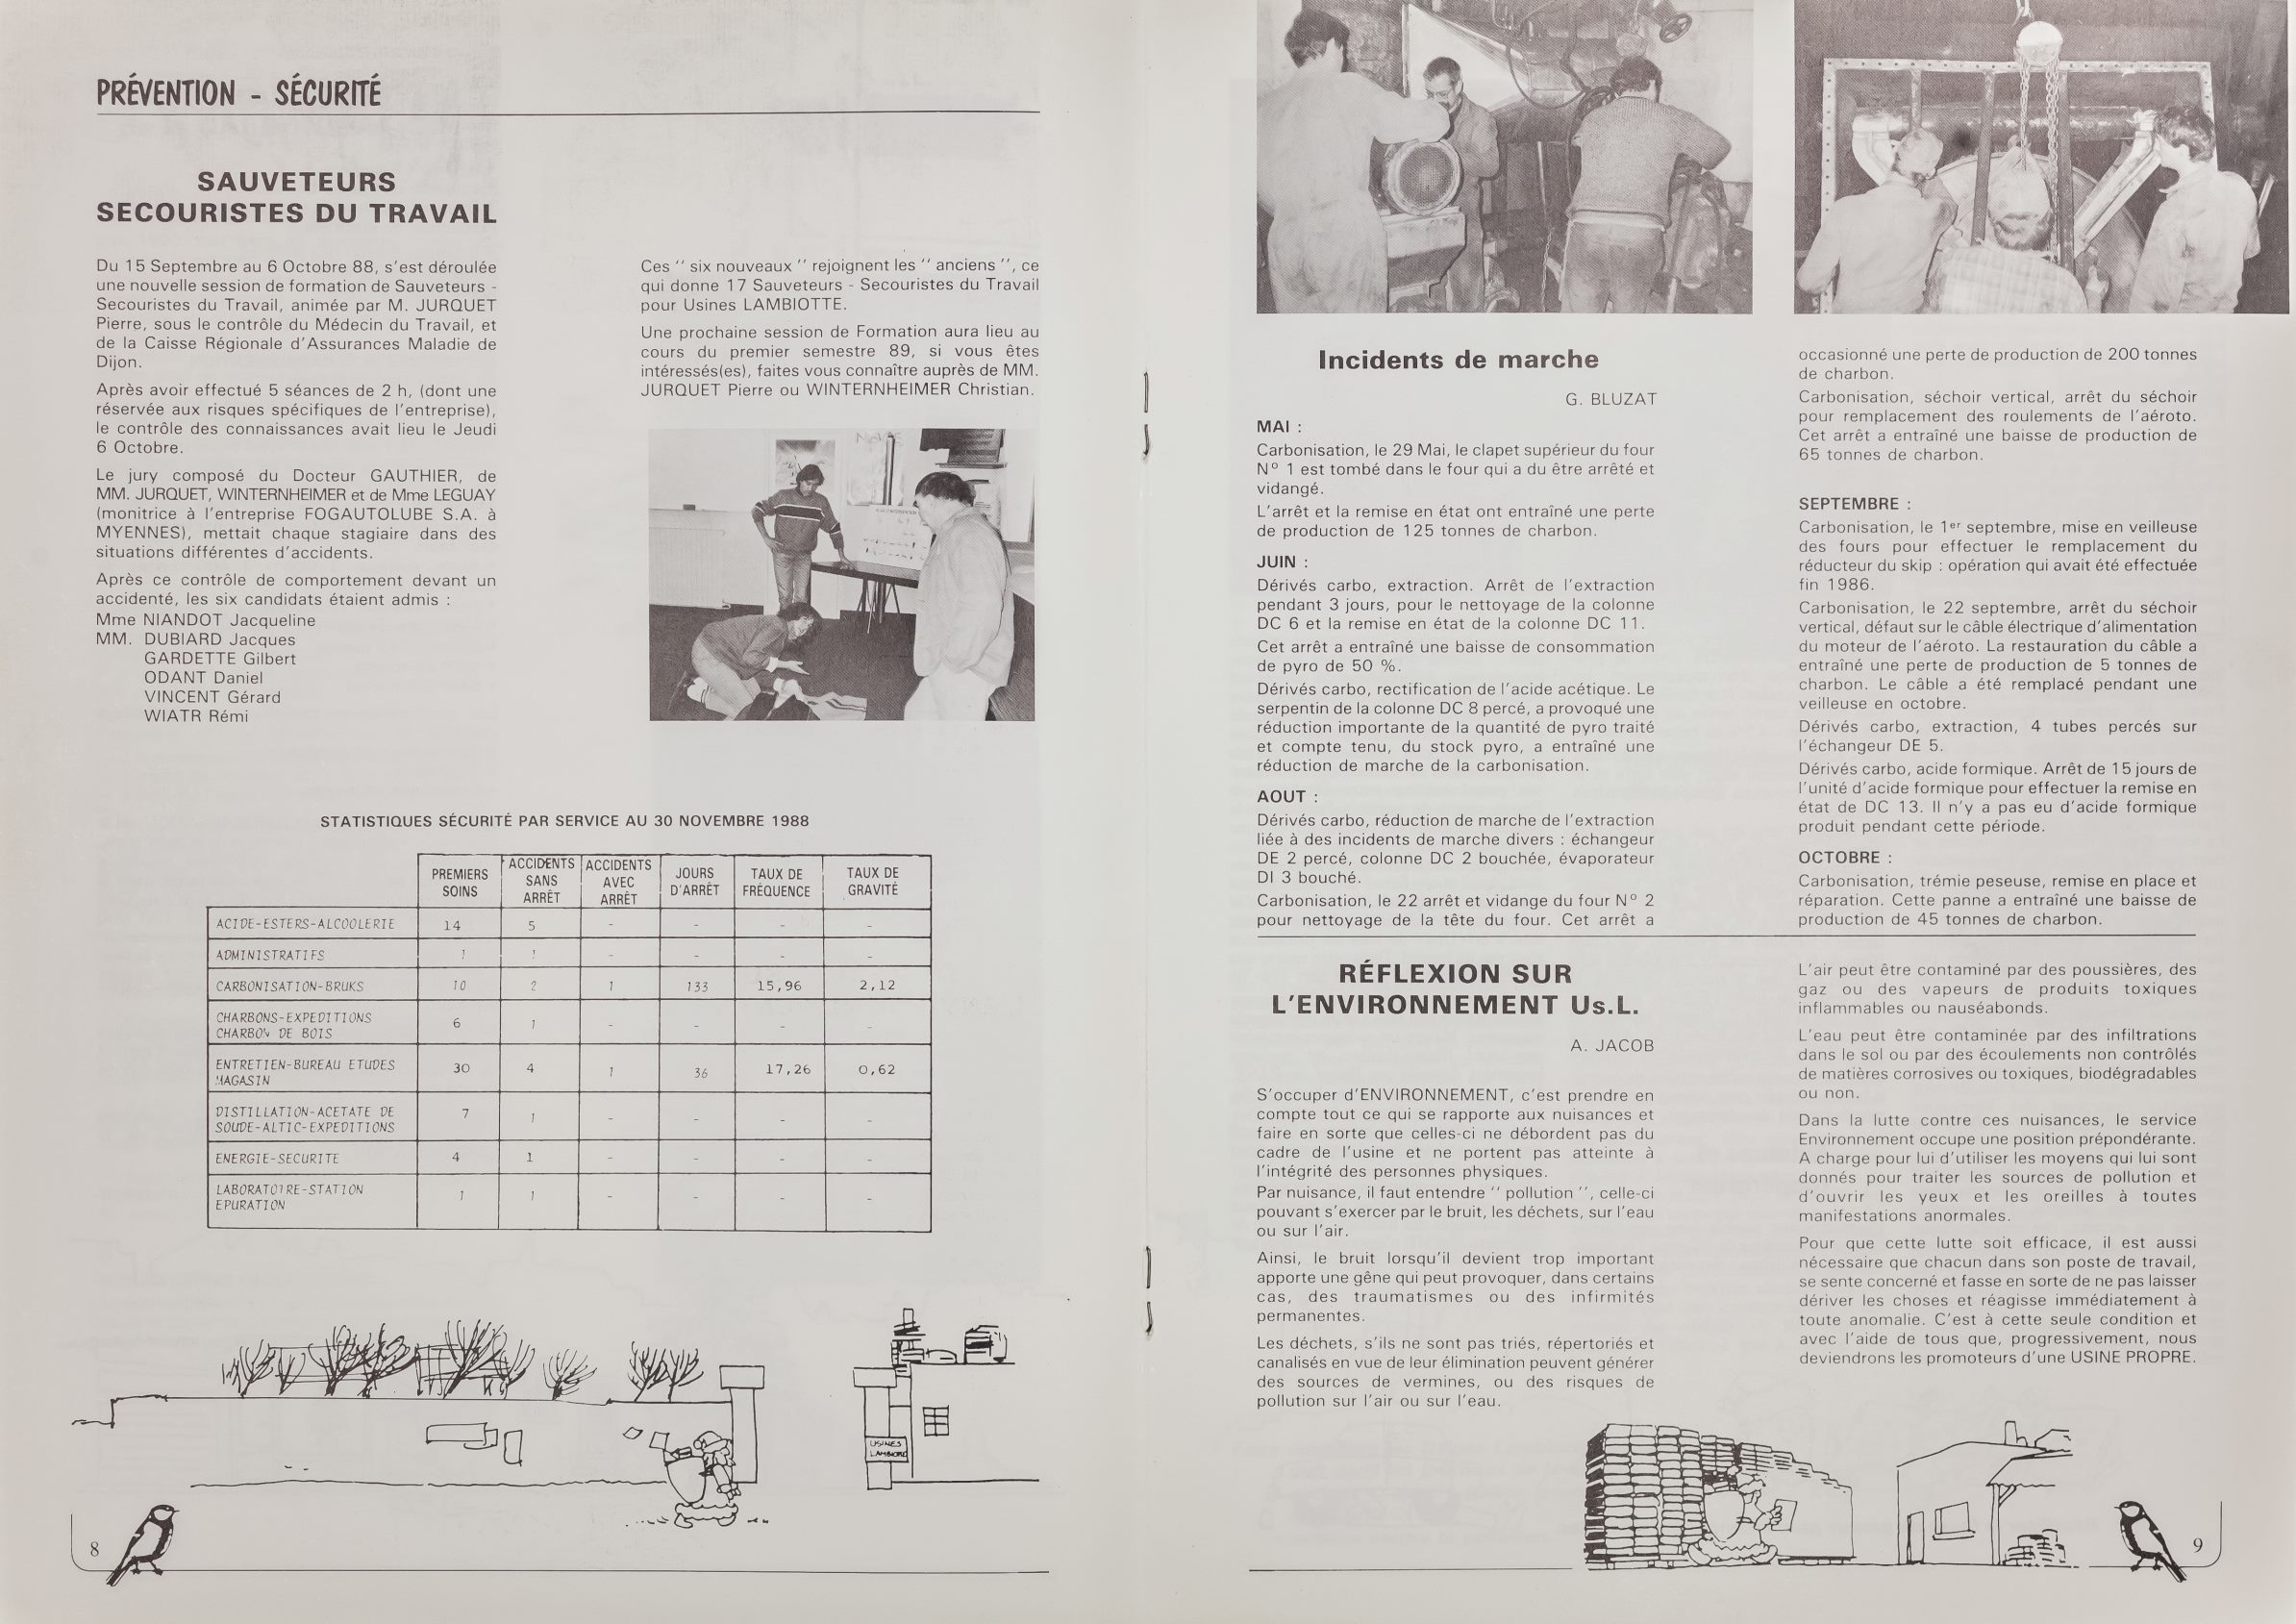 PRÉVENTION - SÉCURITÉ
SAUVETEURS
SECOURISTES DU TRAVAIL
Du 15 Septembre au 6 Octobre 88, s'est déroulée
une nouvelle session de formation de Sauveteurs -
Secouristes du Travail, animée par M. JURQUET
Pierre, sous le contrôle du Médecin du Travail, et
de la Caisse Régionale d'Assurances Maladie de
Dijon.
Après avoir effectué 5 séances de 2 h, (dont une
réservée aux risques spécifiques de l'entreprise),
le contrôle des connaissances avait lieu le Jeudi
6 Octobre.
Le jury composé du Docteur GAUTHIER, de
MM. JURQUET, WINTERNHEIMER et de Mme LEGUAY
(monitrice à l'entreprise FOGAUTOLUBE S.A. à
MYENNES), mettait chaque stagiaire dans des
situations différentes d'accidents.
Après ce contrôle de comportement devant un
accidenté, les six candidats étaient admis :
Mme NIANDOT Jacqueline
MM. DUBIARD Jacques
GARDETTE Gilbert
ODANT Daniel
VINCENT Gérard
WIATR Rémi
Ces '' six nouveaux '' rejoignent les '' anciens '', ce
qui donne 17 Sauveteurs - Secouristes du Travail
pour Usines LAMBIOTTE.
Une prochaine session de Formation aura lieu au
cours du premier semestre 89, si vous êtes
intéressés(es), faites vous connaître auprès de MM.
JURQUET Pierre ou WINTERNHEIMER Christian.
STATISTIQUES SÉCURITÉ PAR SERVICE AU 30 NOVEMBRE 1988
PREMIERS SOINS | ACCIDENTS SANS ARRÊT | ACCIDENTS AVEC ARRÊT | JOURS D'ARRÊT | TAUX DE FRÉQUENCE | TAUX DE GRAVITÉ
ACIDE-ESTERS-ALCOOLERIE 14 5 - - - -
ADMINISTRATIFS 1 1 - - - -
CARBONISATION-BRUKS 10 2 1 133 15,96 2,12
CHARBONS-EXPEDITIONS
CHARBON DE BOIS 6 1 - - - -
ENTRETIEN-BUREAU ETUDES
MAGASIN 30 4 1 36 17,26 0,62
DISTILLATION-ACETATE DE
SOUDE-ALTIC-EXPEDITIONS 7 1 - - - -
ENERGIE-SECURITE 4 1 - - - -
LABORATOIRE-STATION
EPURATION 1 1 - - - -
USINES
LAMBIOTTE
8
Incidents de marche
G. BLUZAT
MAI :
Carbonisation, le 29 Mai, le clapet supérieur du four
N° 1 est tombé dans le four qui a du être arrêté et
vidangé.
L'arrêt et la remise en état ont entraîné une perte
de production de 125 tonnes de charbon.
JUIN :
Dérivés carbo, extraction. Arrêt de l'extraction
pendant 3 jours, pour le nettoyage de la colonne
DC 6 et la remise en état de la colonne DC 11.
Cet arrêt a entraîné une baisse de consommation
de pyro de 50 %.
Dérivés carbo, rectification de l'acide acétique. Le
serpentin de la colonne DC 8 percé, a provoqué une
réduction importante de la quantité de pyro traité
et compte tenu, du stock pyro, a entraîné une
réduction de marche de la carbonisation.
AOUT :
Dérivés carbo, réduction de marche de l'extraction
liée à des incidents de marche divers : échangeur
DE 2 percé, colonne DC 2 bouchée, évaporateur
DI 3 bouché.
Carbonisation, le 22 arrêt et vidange du four N° 2
pour nettoyage de la tête du four. Cet arrêt a
occasionné une perte de production de 200 tonnes
de charbon.
Carbonisation, séchoir vertical, arrêt du séchoir
pour remplacement des roulements de l'aéroto.
Cet arrêt a entraîné une baisse de production de
65 tonnes de charbon.
SEPTEMBRE :
Carbonisation, le 1er septembre, mise en veilleuse
des fours pour effectuer le remplacement du
réducteur du skip : opération qui avait été effectuée
fin 1986.
Carbonisation, le 22 septembre, arrêt du séchoir
vertical, défaut sur le câble électrique d'alimentation
du moteur de l'aéroto. La restauration du câble a
entraîné une perte de production de 5 tonnes de
charbon. Le câble a été remplacé pendant une
veilleuse en octobre.
Dérivés carbo, extraction, 4 tubes percés sur
l'échangeur DE 5.
Dérivés carbo, acide formique. Arrêt de 15 jours de
l'unité d'acide formique pour effectuer la remise en
état de DC 13. Il n'y a pas eu d'acide formique
produit pendant cette période.
OCTOBRE :
Carbonisation, trémie peseuse, remise en place et
réparation. Cette panne a entraîné une baisse de
production de 45 tonnes de charbon.
RÉFLEXION SUR
L'ENVIRONNEMENT Us.L.
A. JACOB
S'occuper d'ENVIRONNEMENT, c'est prendre en
compte tout ce qui se rapporte aux nuisances et
faire en sorte que celles-ci ne débordent pas du
cadre de l'usine et ne portent pas atteinte à
l'intégrité des personnes physiques.
Par nuisance, il faut entendre '' pollution '', celle-ci
pouvant s'exercer par le bruit, les déchets, sur l'eau
ou sur l'air.
Ainsi, le bruit lorsqu'il devient trop important
apporte une gêne qui peut provoquer, dans certains
cas, des traumatismes ou des infirmités
permanentes.
Les déchets, s'ils ne sont pas triés, répertoriés et
canalisés en vue de leur élimination peuvent générer
des sources de vermines, ou des risques de
pollution sur l'air ou sur l'eau.
L'air peut être contaminé par des poussières, des
gaz ou des vapeurs de produits toxiques
inflammables ou nauséabonds.
L'eau peut être contaminée par des infiltrations
dans le sol ou par des écoulements non contrôlés
de matières corrosives ou toxiques, biodégradables
ou non.
Dans la lutte contre ces nuisances, le service
Environnement occupe une position prépondérante.
A charge pour lui d'utiliser les moyens qui lui sont
donnés pour traiter les sources de pollution et
d'ouvrir les yeux et les oreilles à toutes
manifestations anormales.
Pour que cette lutte soit efficace, il est aussi
nécessaire que chacun dans son poste de travail,
se sente concerné et fasse en sorte de ne pas laisser
dériver les choses et réagisse immédiatement à
toute anomalie. C'est à cette seule condition et
avec l'aide de tous que, progressivement, nous
deviendrons les promoteurs d'une USINE PROPRE.
9